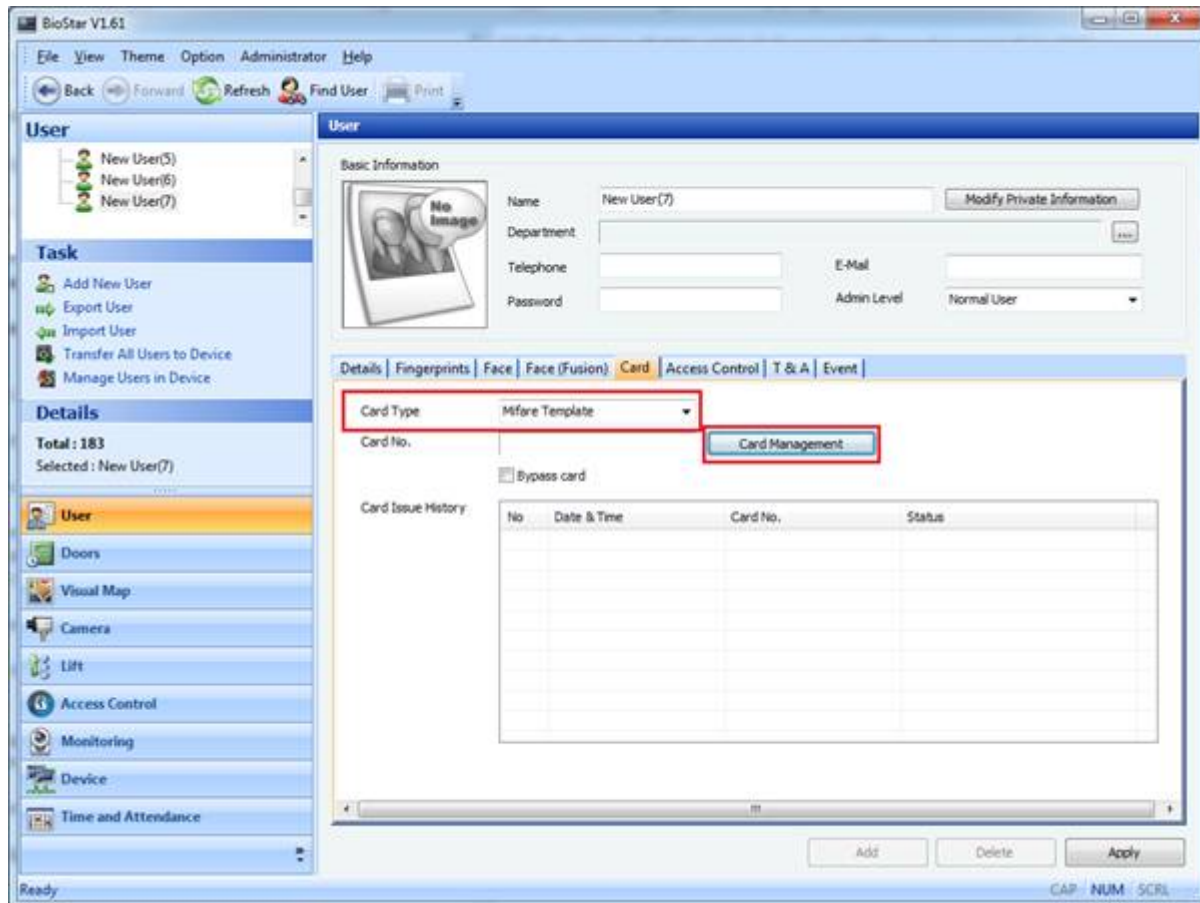 BioStar V1.61
File View Theme Option Administrator Help
Back Forward Refresh Find User Print
User
New User(5)
New User(6)
New User(7)
Task
Add New User
Export User
Import User
Transfer All Users to Device
Manage Users in Device
Details
Total : 183
Selected : New User(7)
User
Doors
Visual Map
Camera
Lift
Access Control
Monitoring
Device
Time and Attendance
User
Basic Information
No
Image
Name New User(7) Modify Private Information
Department ...
Telephone E-Mail
Password Admin Level Normal User
Details Fingerprints Face Face (Fusion) Card Access Control T & A Event
Card Type Mifare Template
Card No. Card Management
Bypass card
Card Issue History No Date & Time Card No. Status
Add Delete Apply
Ready CAP NUM SCRL